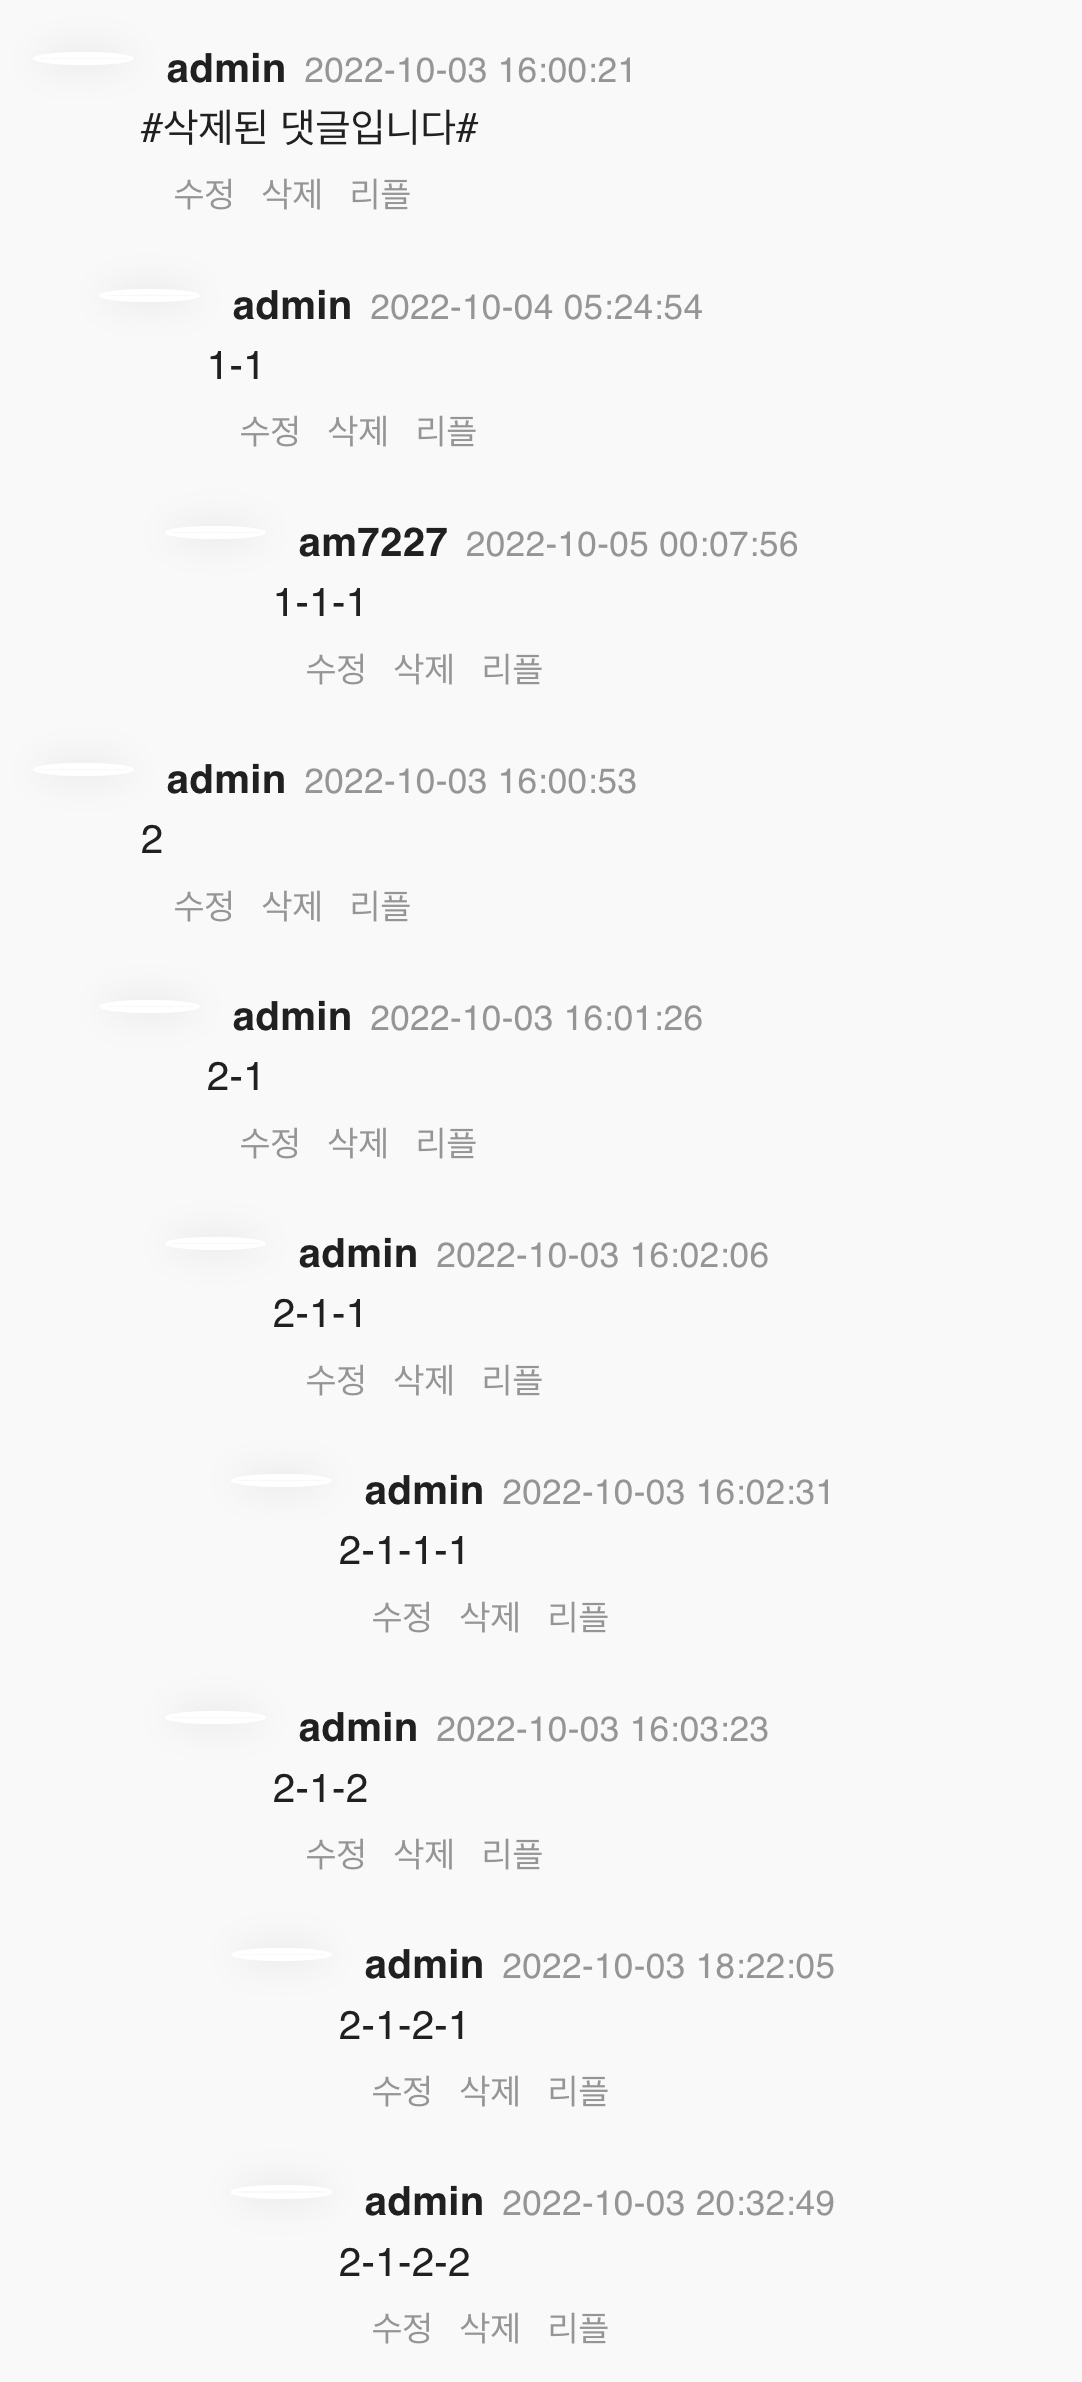 admin 2022-10-03 16:00:21
#삭제된 댓글입니다#
수정 삭제 리플
admin 2022-10-04 05:24:54
1-1
수정 삭제 리플
am7227 2022-10-05 00:07:56
1-1-1
수정 삭제 리플
admin 2022-10-03 16:00:53
2
수정 삭제 리플
admin 2022-10-03 16:01:26
2-1
수정 삭제 리플
admin 2022-10-03 16:02:06
2-1-1
수정 삭제 리플
admin 2022-10-03 16:02:31
2-1-1-1
수정 삭제 리플
admin 2022-10-03 16:03:23
2-1-2
수정 삭제 리플
admin 2022-10-03 18:22:05
2-1-2-1
수정 삭제 리플
admin 2022-10-03 20:32:49
2-1-2-2
수정 삭제 리플